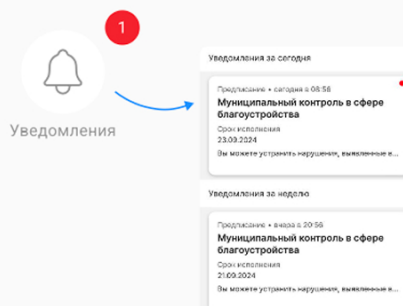 1
Уведомления
Уведомления за сегодня
Предписание • сегодня в 08:56
Муниципальный контроль в сфере
благоустройства
Срок исполнения
23.09.2024
Вы можете устранить нарушения, выявленные в...
Уведомления за неделю
Предписание • вчера в 20:56
Муниципальный контроль в сфере
благоустройства
Срок исполнения
21.09.2024
Вы можете устранить нарушения, выявленные в...